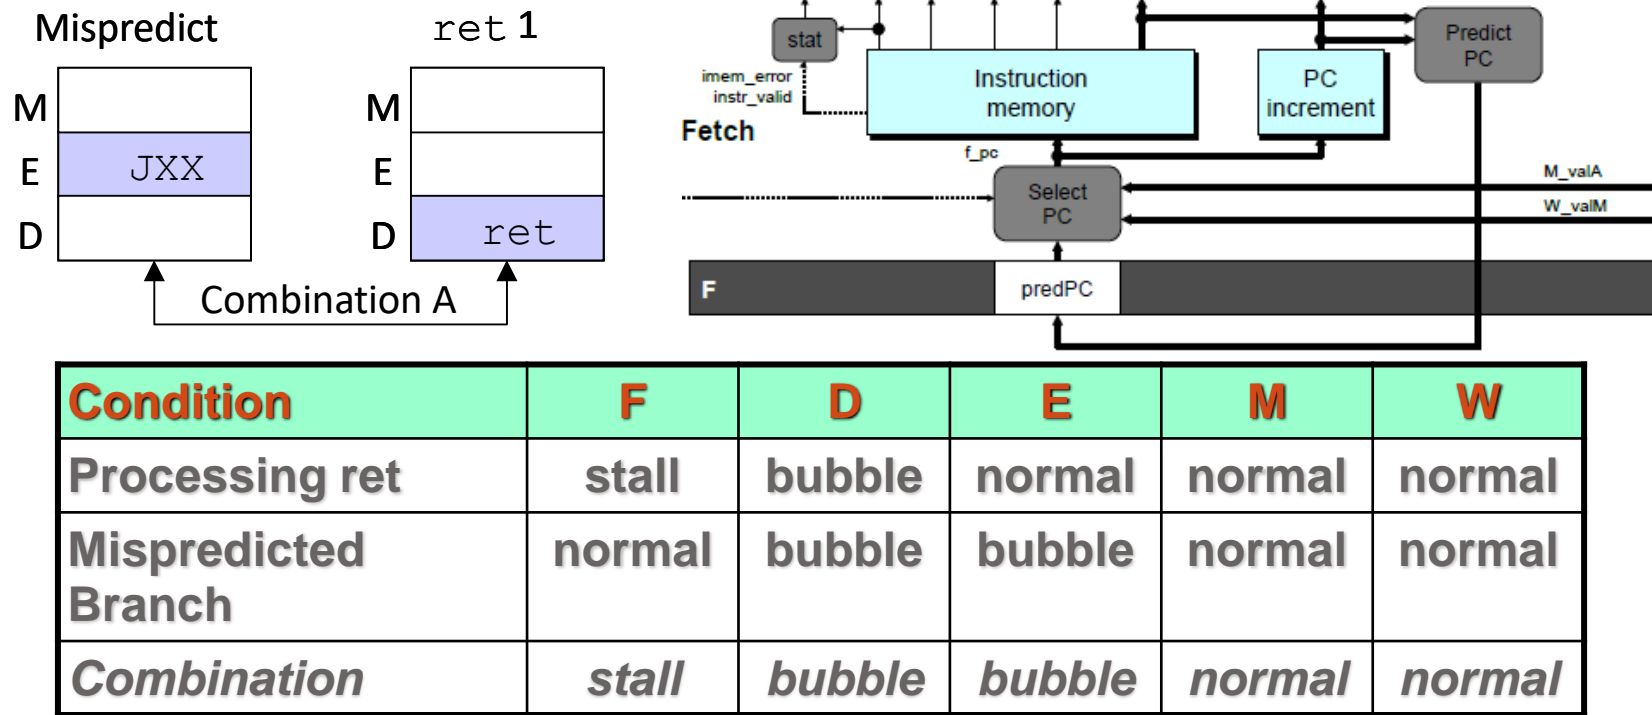 Mispredict
ret 1
M
E
JXX
D
M
E
D
ret
Combination A
stat
imem_error
instr_valid
Instruction
memory
PC
increment
Predict
PC
Fetch
f_pc
Select
PC
M_valA
W_valM
F
predPC
Condition F D E M W
Processing ret stall bubble normal normal normal
Mispredicted
Branch normal bubble bubble normal normal
Combination stall bubble bubble normal normal